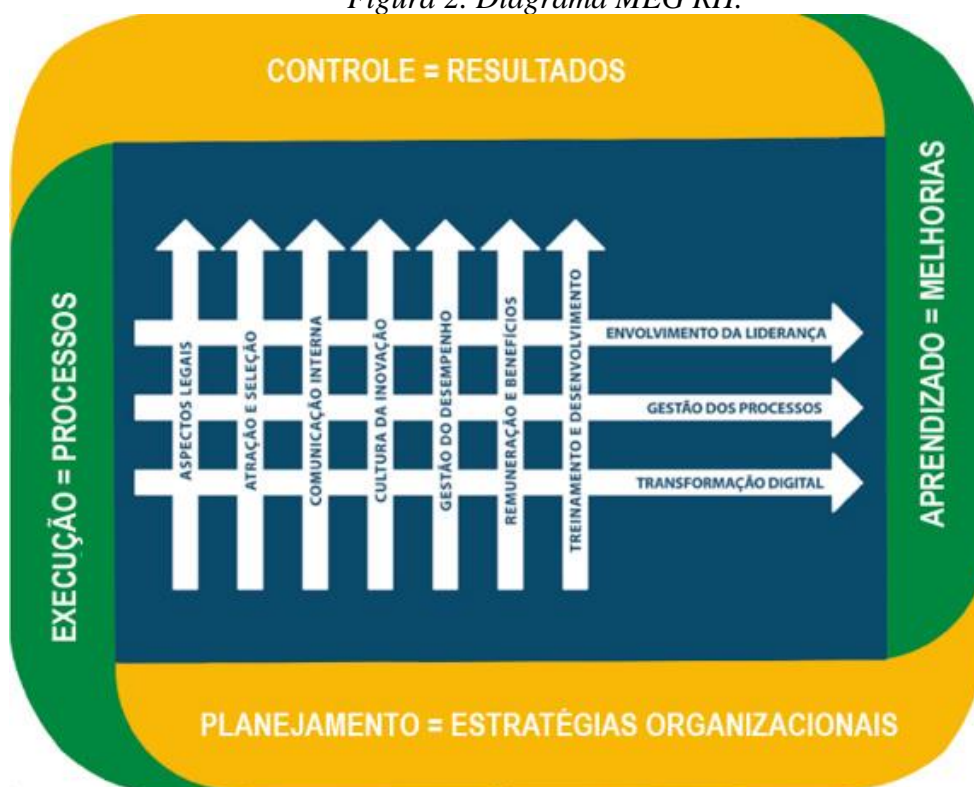 Figura 2. Diagrama MEG RH.
CONTROLE = RESULTADOS
EXECUÇÃO = PROCESSOS
ASPECTOS LEGAIS
ATRAÇÃO E SELEÇÃO
COMUNICAÇÃO INTERNA
CULTURA DA INOVAÇÃO
GESTÃO DO DESEMPENHO
REMUNERAÇÃO E BENEFÍCIOS
TREINAMENTO E DESENVOLVIMENTO
ENVOLVIMENTO DA LIDERANÇA
GESTÃO DOS PROCESSOS
TRANSFORMAÇÃO DIGITAL
APRENDIZADO = MELHORIAS
PLANEJAMENTO = ESTRATÉGIAS ORGANIZACIONAIS